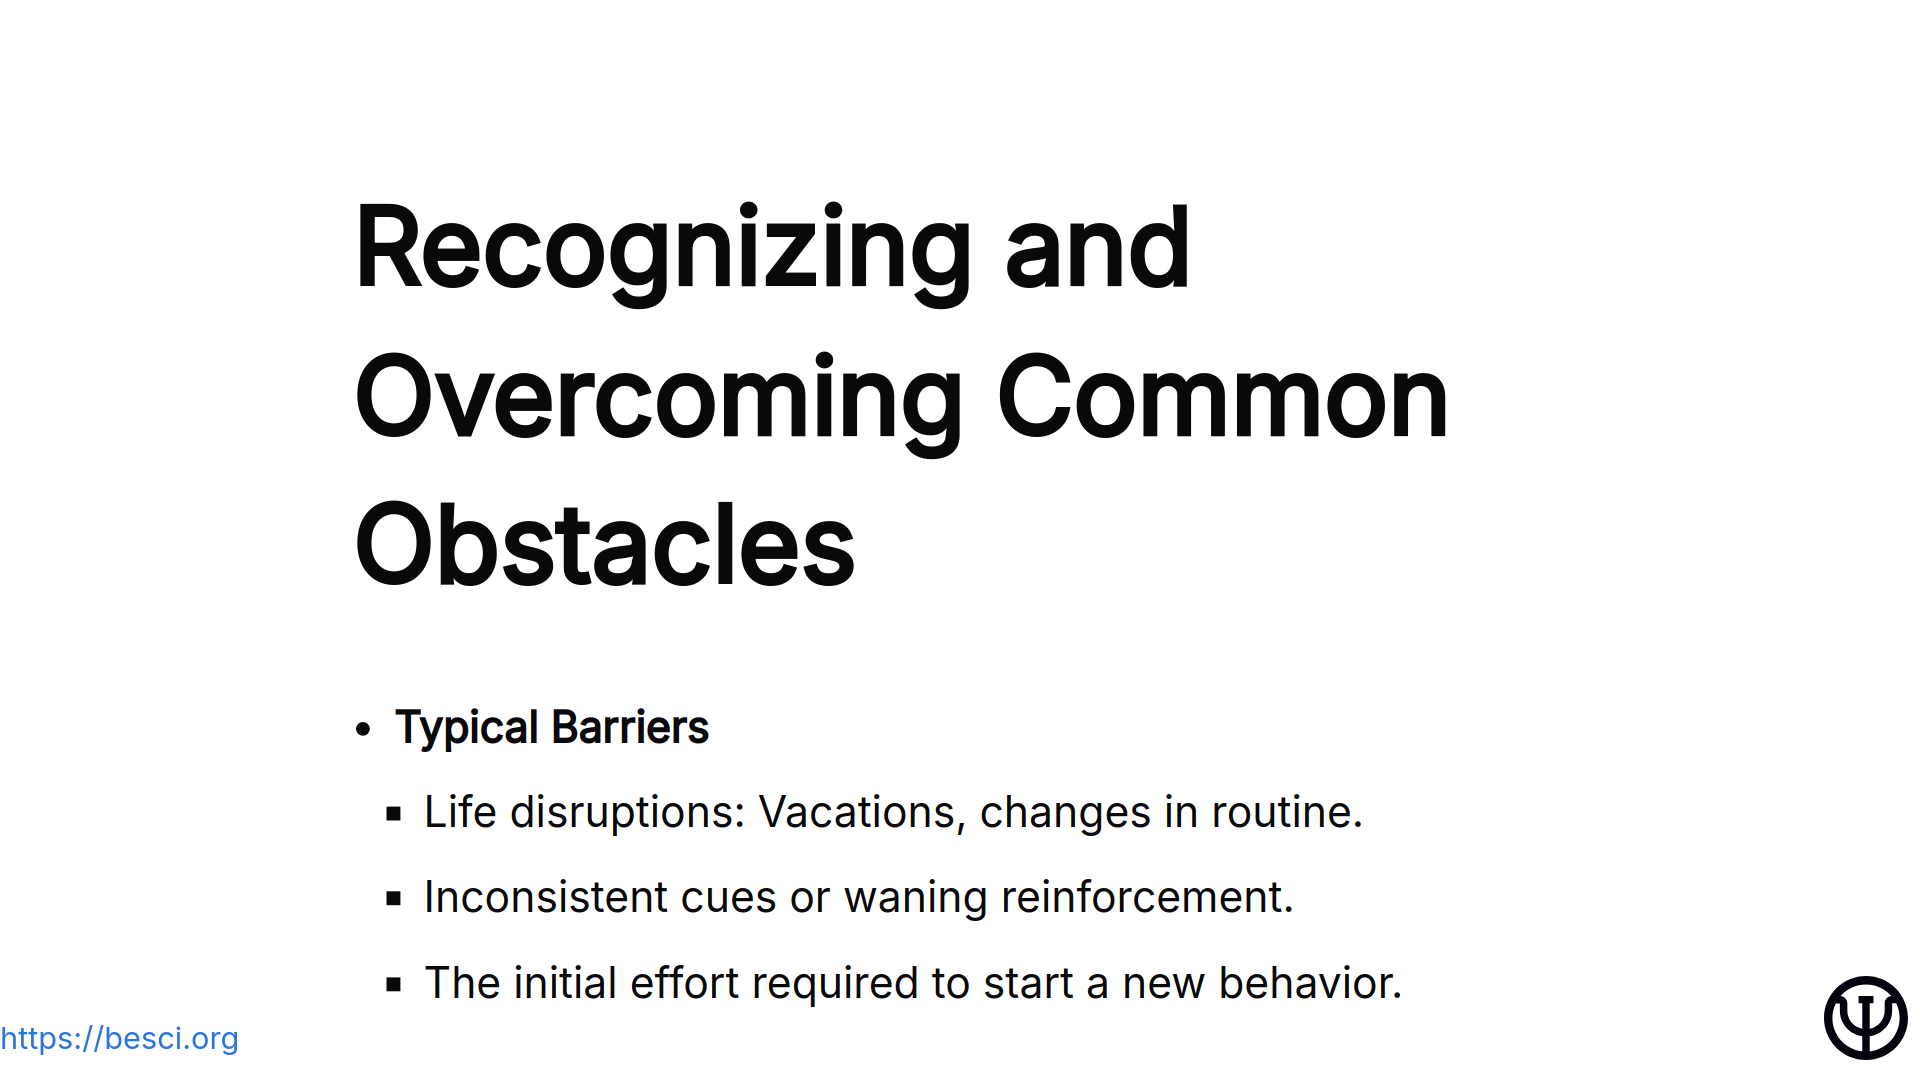 Recognizing and
Overcoming Common
Obstacles
• Typical Barriers
▪ Life disruptions: Vacations, changes in routine.
▪ Inconsistent cues or waning reinforcement.
▪ The initial effort required to start a new behavior.
https://besci.org